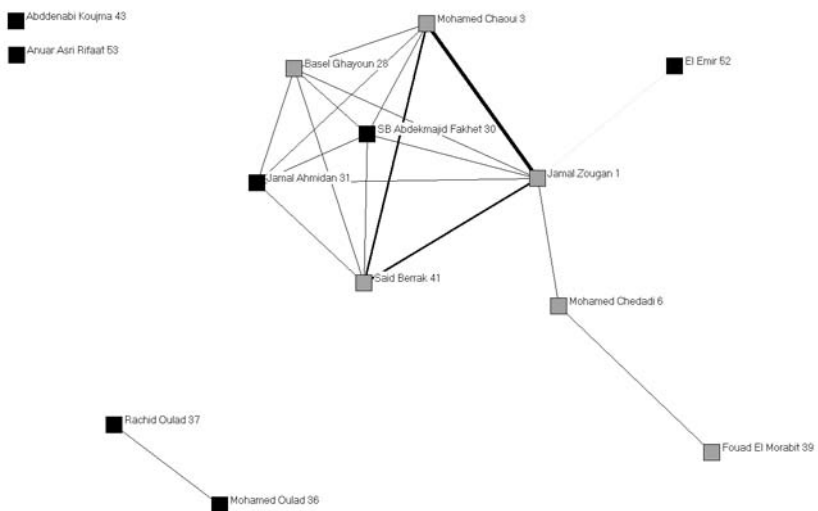 Abddenabi Koujma 43
Mohamed Chaoui 3
Anuar Asri Rifaat 53
Basel Ghayoun 28
El Emir 52
SB Abdekmajid Fakhet 30
Jamal Ahmidan 31
Jamal Zougan 1
Said Berrak 41
Mohamed Chedadi 6
Rachid Oulad 37
Fouad El Morabit 39
Mohamed Oulad 36